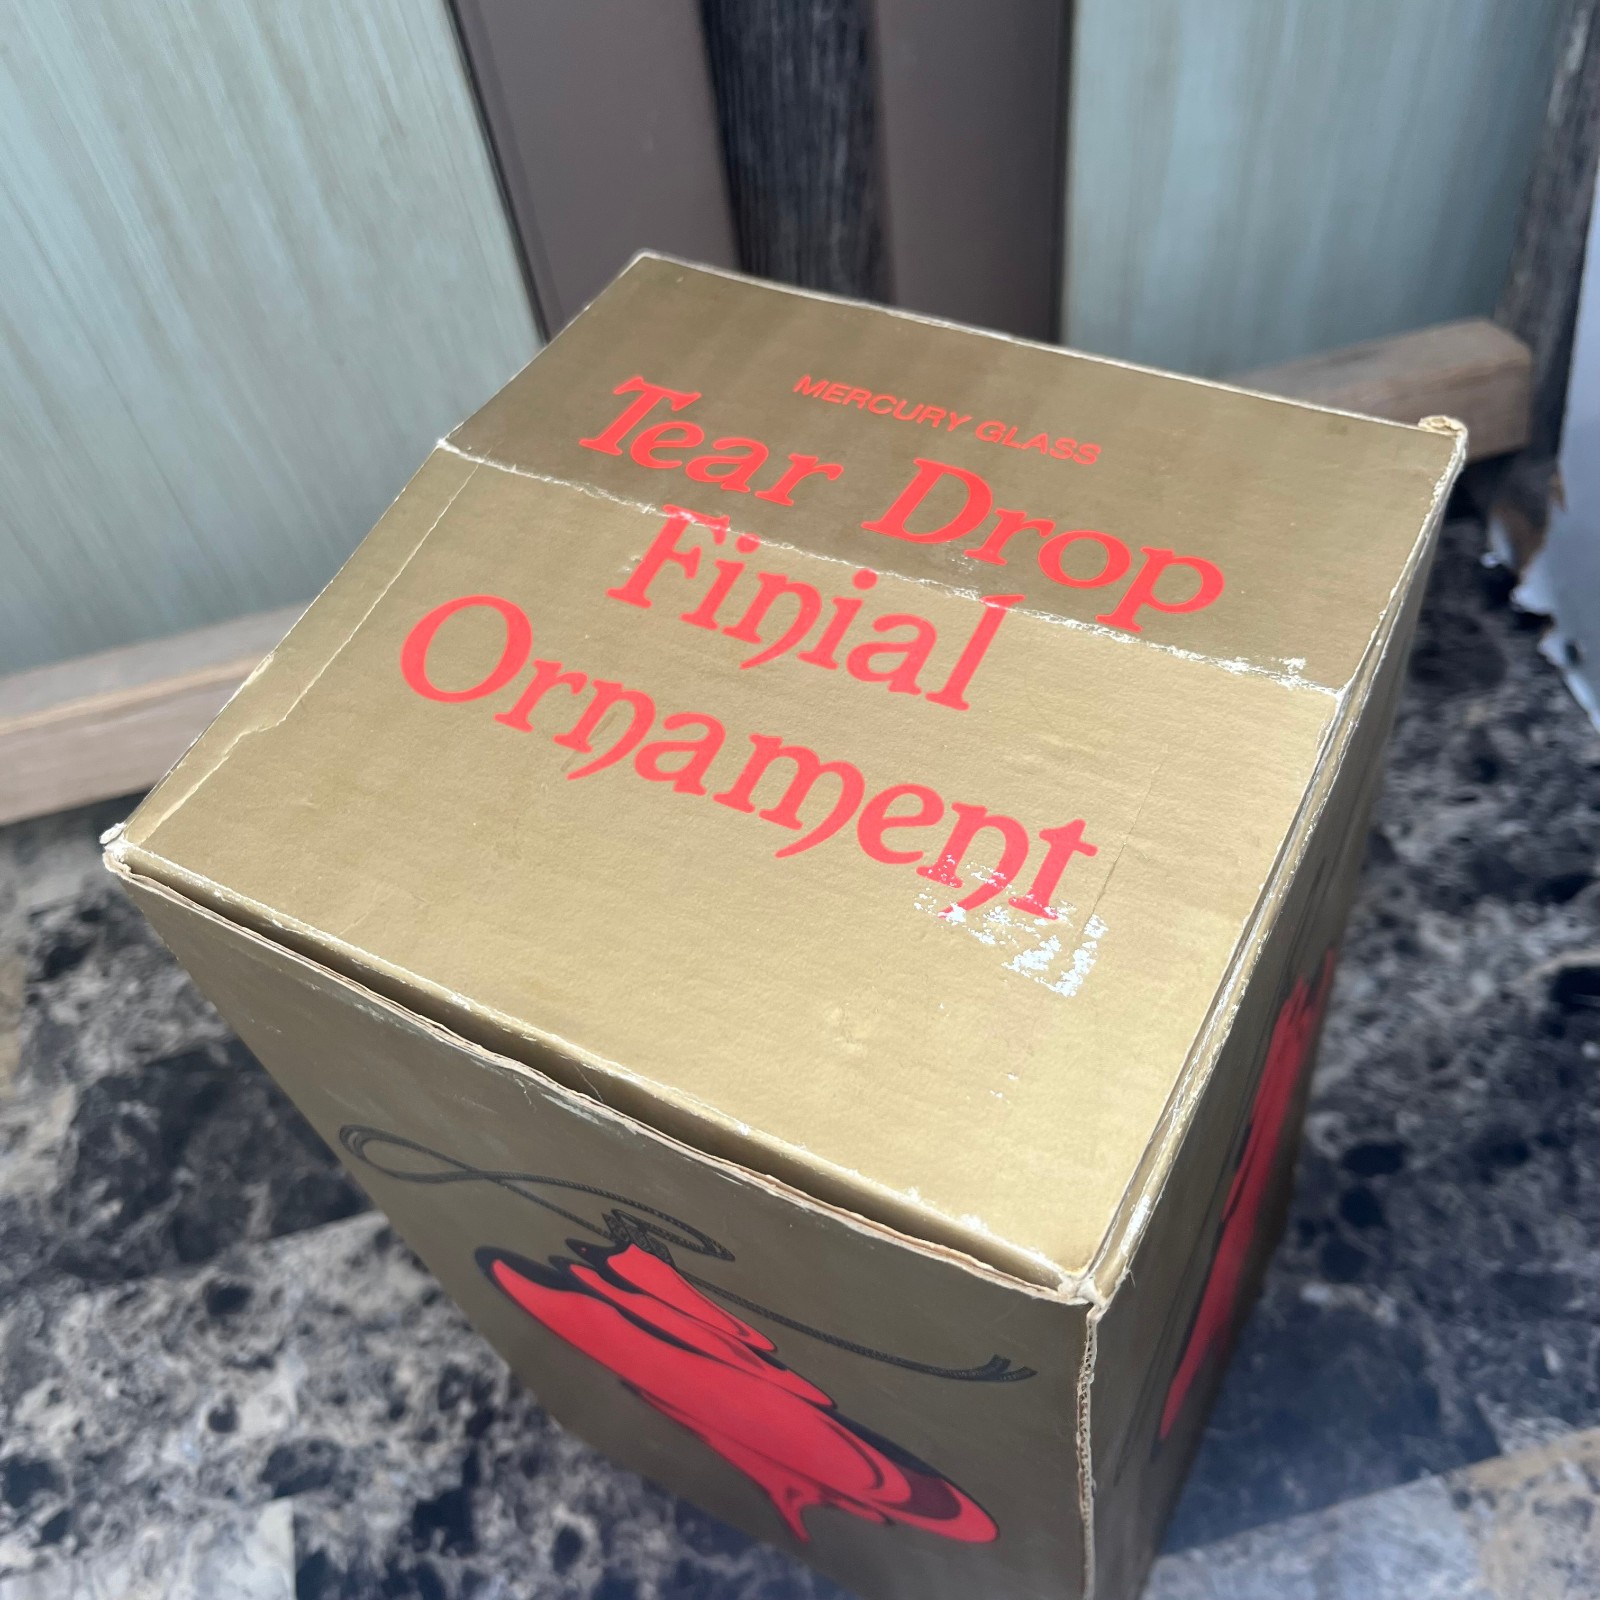 MERCURY GLASS
Tear Drop
Finial
Ornament